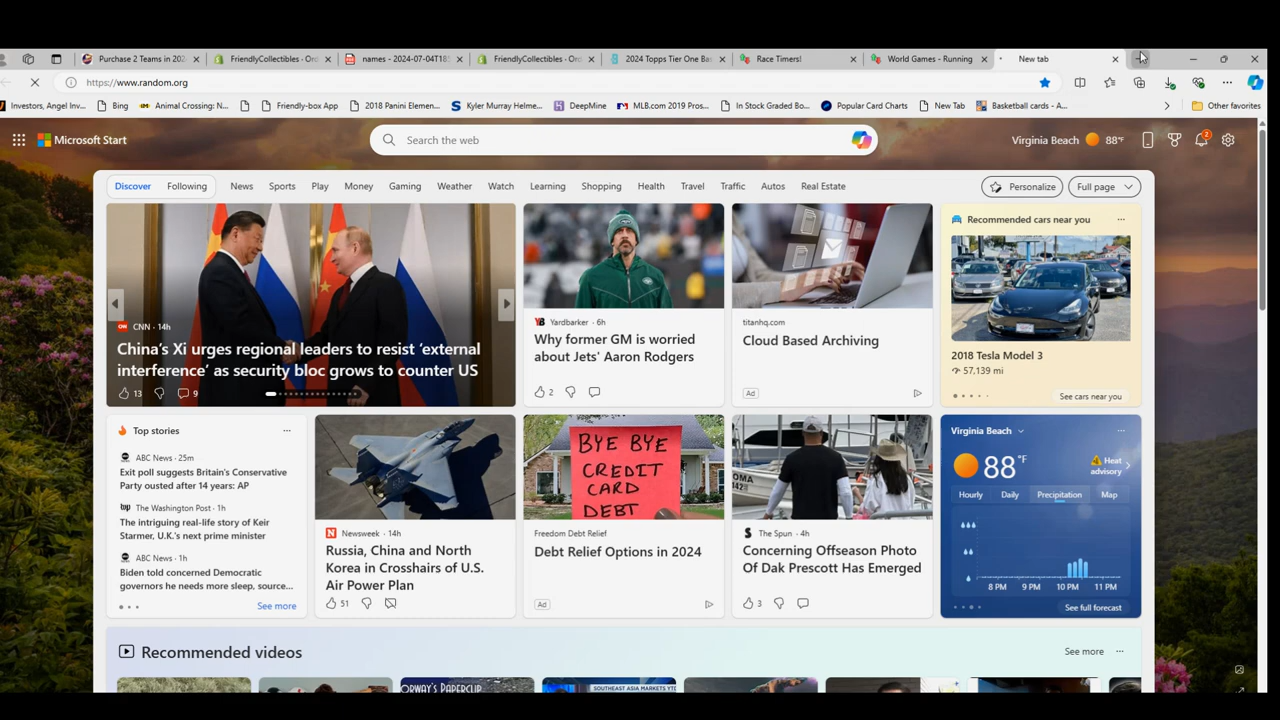 Purchase 2 Teams in 202
FriendlyCollectibles - Ord
names - 2024-07-04T185
FriendlyCollectibles - Ord
2024 Topps Tier One Bas
Race Timers!
World Games - Running
New tab
https://www.random.org
Investors, Angel Inv...
Bing
Animal Crossing: N...
Friendly-box App
2018 Panini Elemen...
Kyler Murray Helme...
DeepMine
MLB.com 2019 Pros...
In Stock Graded Bo...
Popular Card Charts
New Tab
Basketball cards - A...
Other favorites
Microsoft Start
Search the web
Virginia Beach 88°F
2
Discover
Following
News
Sports
Play
Money
Gaming
Weather
Watch
Learning
Shopping
Health
Travel
Traffic
Autos
Real Estate
Personalize
Full page
CNN · 14h
China's Xi urges regional leaders to resist 'external
interference' as security bloc grows to counter US
13
9
Yardbarker · 6h
Why former GM is worried
about Jets' Aaron Rodgers
2
titanhq.com
Cloud Based Archiving
Ad
Recommended cars near you
2018 Tesla Model 3
57,139 mi
See cars near you
Top stories
ABC News · 25m
Exit poll suggests Britain's Conservative
Party ousted after 14 years: AP
The Washington Post · 1h
The intriguing real-life story of Keir
Starmer, U.K.'s next prime minister
ABC News · 1h
Biden told concerned Democratic
governors he needs more sleep, source...
See more
Newsweek · 14h
Russia, China and North
Korea in Crosshairs of U.S.
Air Power Plan
51
BYE BYE
CREDIT
CARD
DEBT
Freedom Debt Relief
Debt Relief Options in 2024
Ad
The Spun · 4h
Concerning Offseason Photo
Of Dak Prescott Has Emerged
3
Virginia Beach
88°F
Heat
advisory
Hourly
Daily
Precipitation
Map
8 PM
9 PM
10 PM
11 PM
See full forecast
Recommended videos
See more
SOUTHEAST ASIA MARKETS